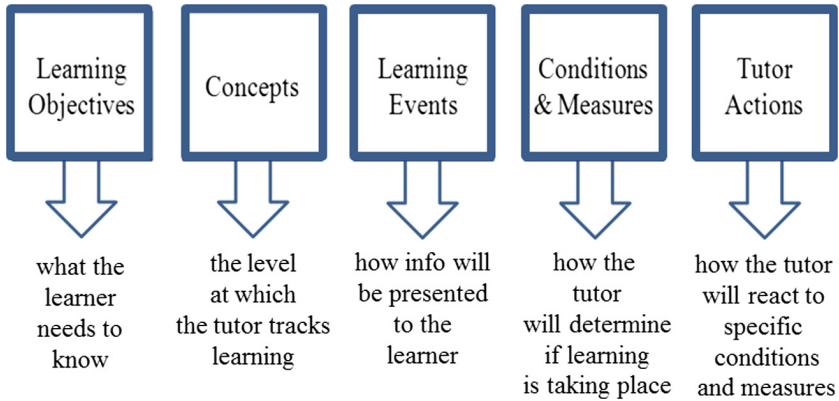 Learning
Objectives
Concepts
Learning
Events
Conditions
& Measures
Tutor
Actions
what the
learner
needs to
know
the level
at which
the tutor tracks
learning
how info will
be presented
to the
learner
how the
tutor
will determine
if learning
is taking place
how the tutor
will react to
specific
conditions
and measures